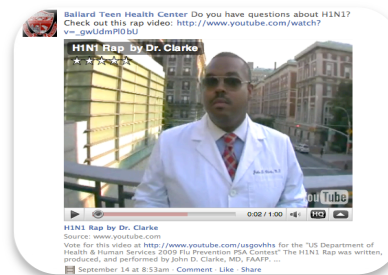 Ballard Teen Health Center Do you have questions about H1N1?
Check out this rap video: http://www.youtube.com/watch?
v=_gwUdmPl0bU
H1N1 Rap by Dr. Clarke
You Tube
0:02 / 1:00 HQ
H1N1 Rap by Dr. Clarke
Source: www.youtube.com
Vote for this video at http://www.youtube.com/usgovhhs for the "US Department of
Health & Human Services 2009 Flu Prevention PSA Contest" The H1N1 Rap was written,
produced, and performed by John D. Clarke, MD, FAAFP. ...
September 14 at 8:53am · Comment · Like · Share